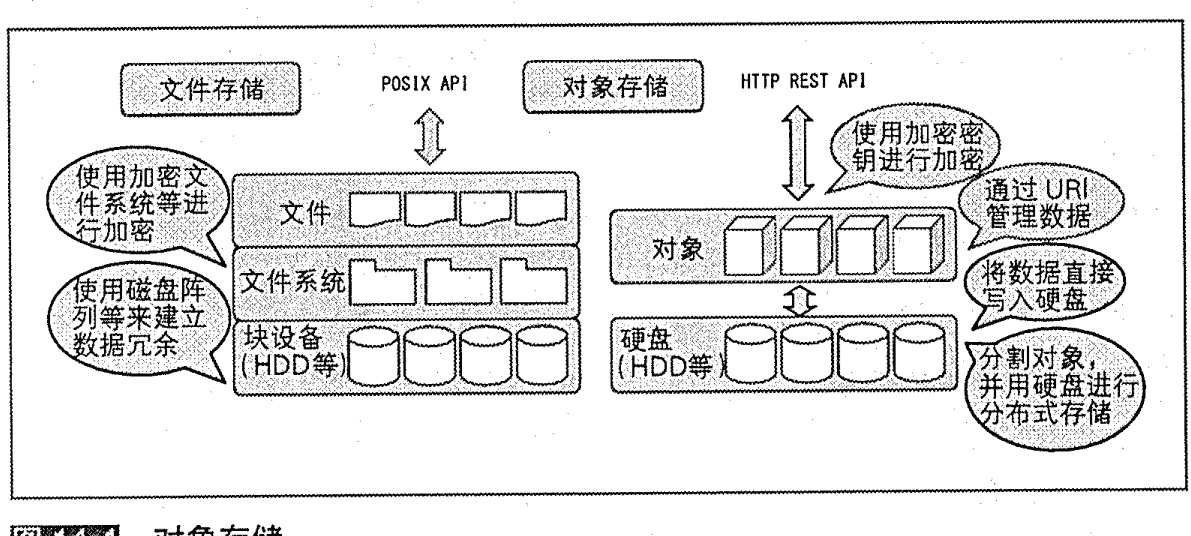 文件存储
POSIX API
对象存储
HTTP REST API
使用加密文
件系统等进
行加密
使用磁盘阵
列等来建立
数据冗余
文件
文件系统
块设备
(HDD等)
使用加密密
钥进行加密
通过 URI
管理数据
对象
将数据直接
写入硬盘
硬盘
(HDD等)
分割对象，
并用硬盘进行
分布式存储
对象存储